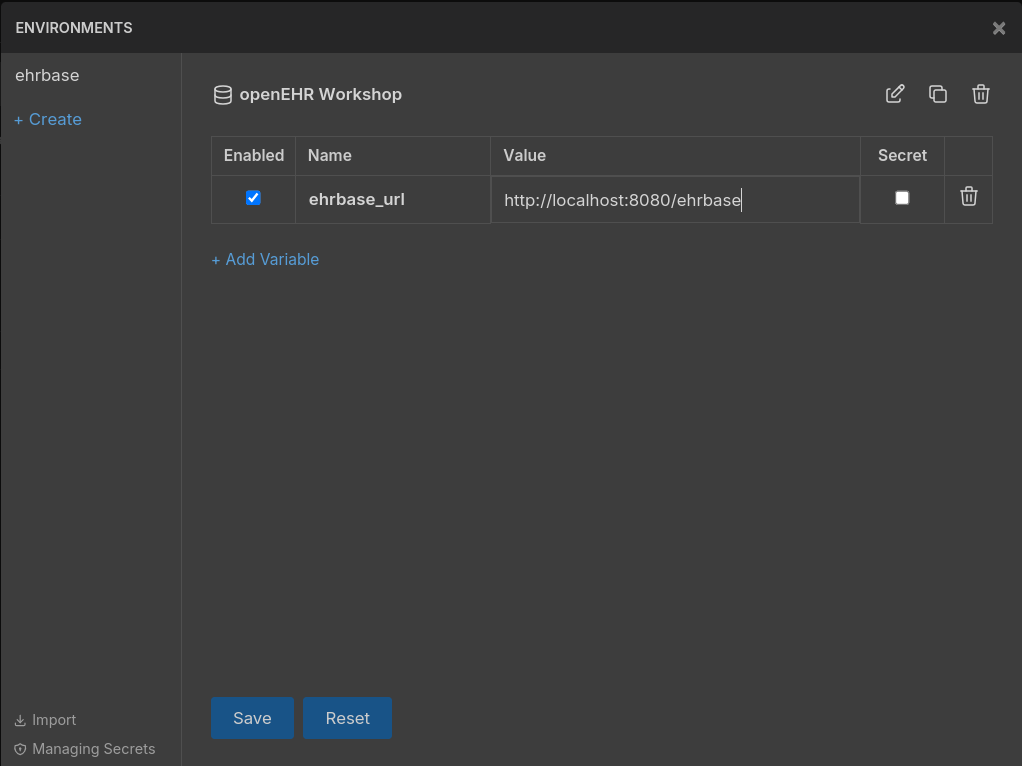 ENVIRONMENTS
ehrbase
+ Create
openEHR Workshop
Enabled Name Value Secret
ehrbase_url http://localhost:8080/ehrbase
+ Add Variable
Save Reset
Import
Managing Secrets